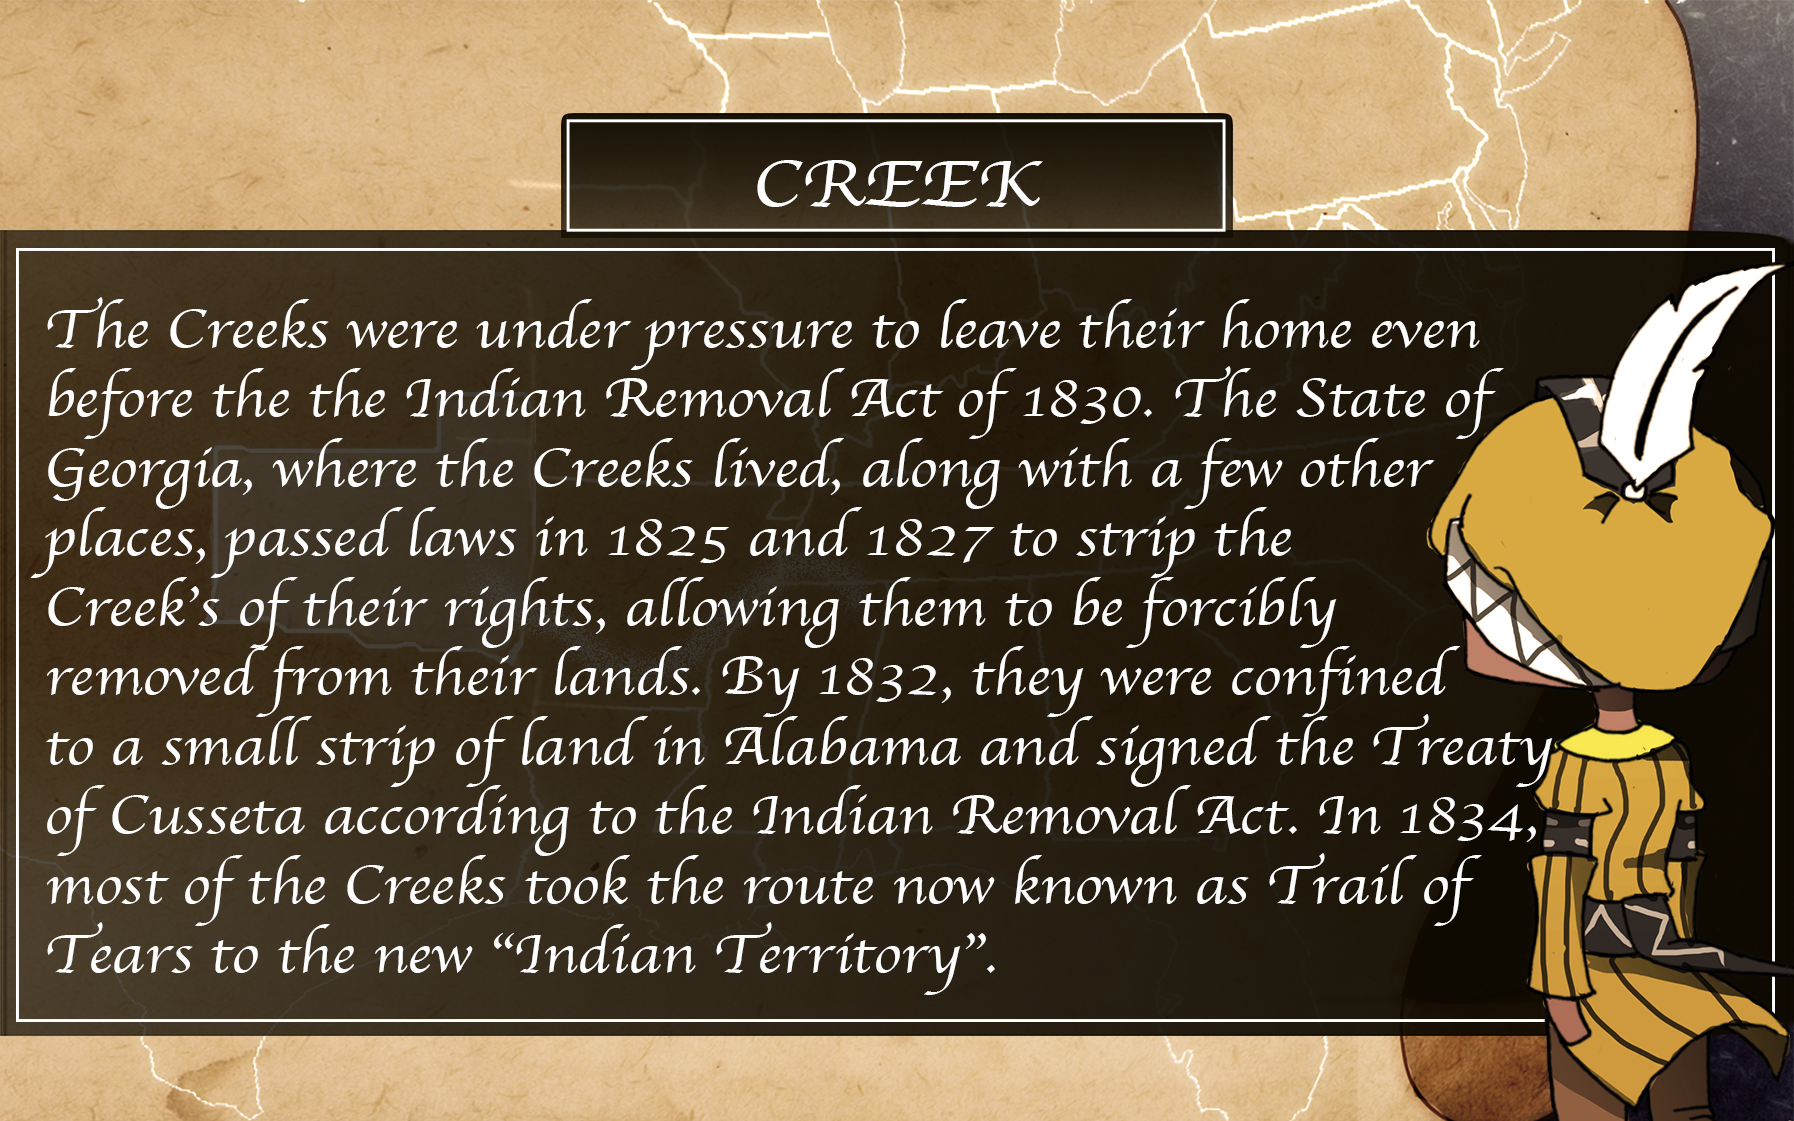 CREEK
The Creeks were under pressure to leave their home even
before the the Indian Removal Act of 1830. The State of
Georgia, where the Creeks lived, along with a few other
places, passed laws in 1825 and 1827 to strip the
Creek's of their rights, allowing them to be forcibly
removed from their lands. By 1832, they were confined
to a small strip of land in Alabama and signed the Treaty
of Cusseta according to the Indian Removal Act. In 1834,
most of the Creeks took the route now known as Trail of
Tears to the new “Indian Territory”.